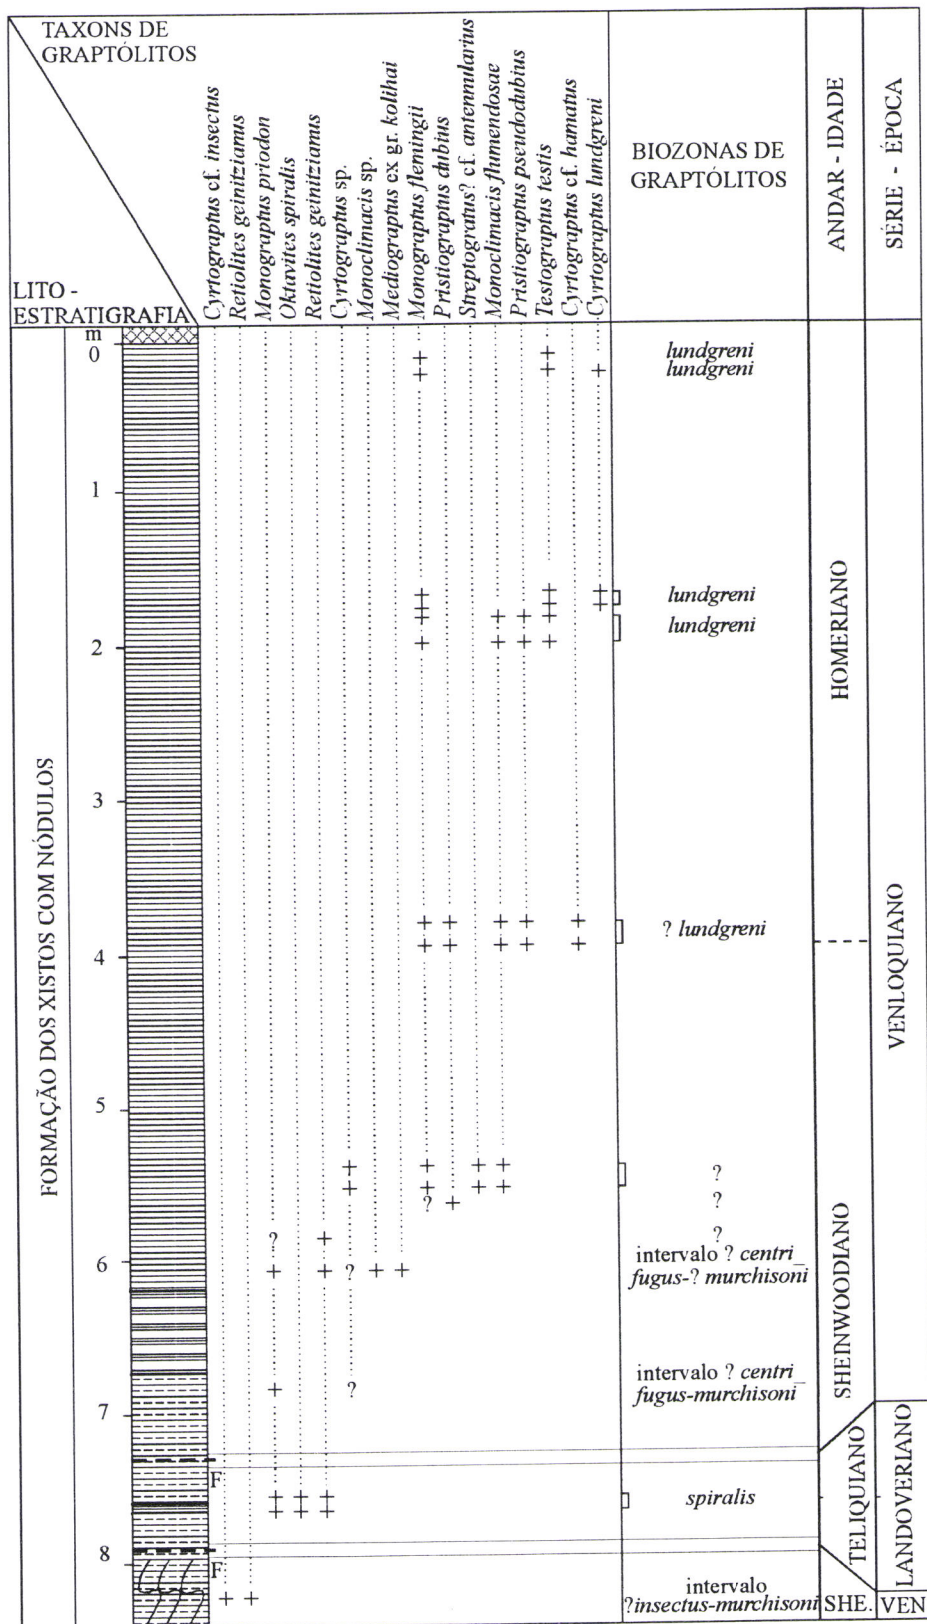 TAXONS DE
GRAPTÓLITOS
LITO -
ESTRATIGRAFIA
Cyrtograptus cf. insectus
Retiolites geinitzianus
Monograptus priodon
Oktavites spiralis
Retiolites geinitzianus
Cyrtograptus sp.
Monoclimacis sp.
Mediograptus ex gr. kolihai
Monograptus flemingii
Pristiograptus dubius
Streptogratus? cf. antennularius
Monoclimacis flumendosae
Pristiograptus pseudodubius
Testograptus testis
Cyrtograptus cf. hamatus
Cyrtograptus lundgreni
BIOZONAS DE
GRAPTÓLITOS
ANDAR - IDADE
SÉRIE - ÉPOCA
FORMAÇÃO DOS XISTOS COM NÓDULOS
m
0
1
2
3
4
5
6
7
8
+ +
+ + +
+ + +
+ + +
+ + + +
+ + + +
+ + + + +
+ + + + +
+ + + +
+ + + +
? +
? +
+ + ? + +
+ ?
F
+ + +
+ + +
F
+ +
lundgreni
lundgreni
lundgreni
lundgreni
? lundgreni
?
?
?
intervalo ? centri_
fugus-? murchisoni
intervalo ? centri_
fugus-murchisoni
spiralis
intervalo
?insectus-murchisoni
HOMERIANO
SHEINWOODIANO
TELIQUIANO
SHE.
VENLOQUIANO
LANDOVERIANO
VEN